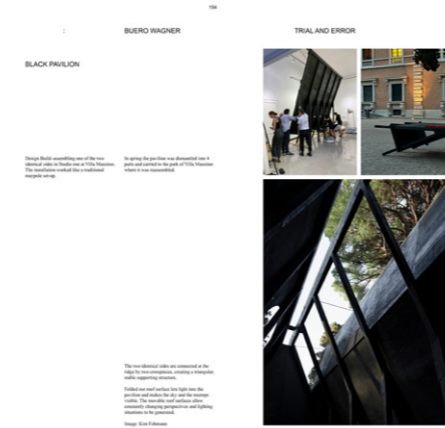 194
:
BUERO WAGNER
TRIAL AND ERROR
BLACK PAVILION
Design Build: assembling one of the two
identical sides in Studio one at Villa Massimo.
The installation worked like a traditional
maypole set-up.
In spring the pavilion was dismantled into 4
parts and carried to the park of Villa Massimo
where it was reassembled.
The two identical sides are connected at the
ridge by two crosspieces, creating a triangular,
stable supporting structure.
Folded out roof surface lets light into the
pavilion and makes the sky and the treetops
visible. The movable roof surfaces allow
constantly changing perspectives and lighting
situations to be generated.
Image: Kim Fohmann